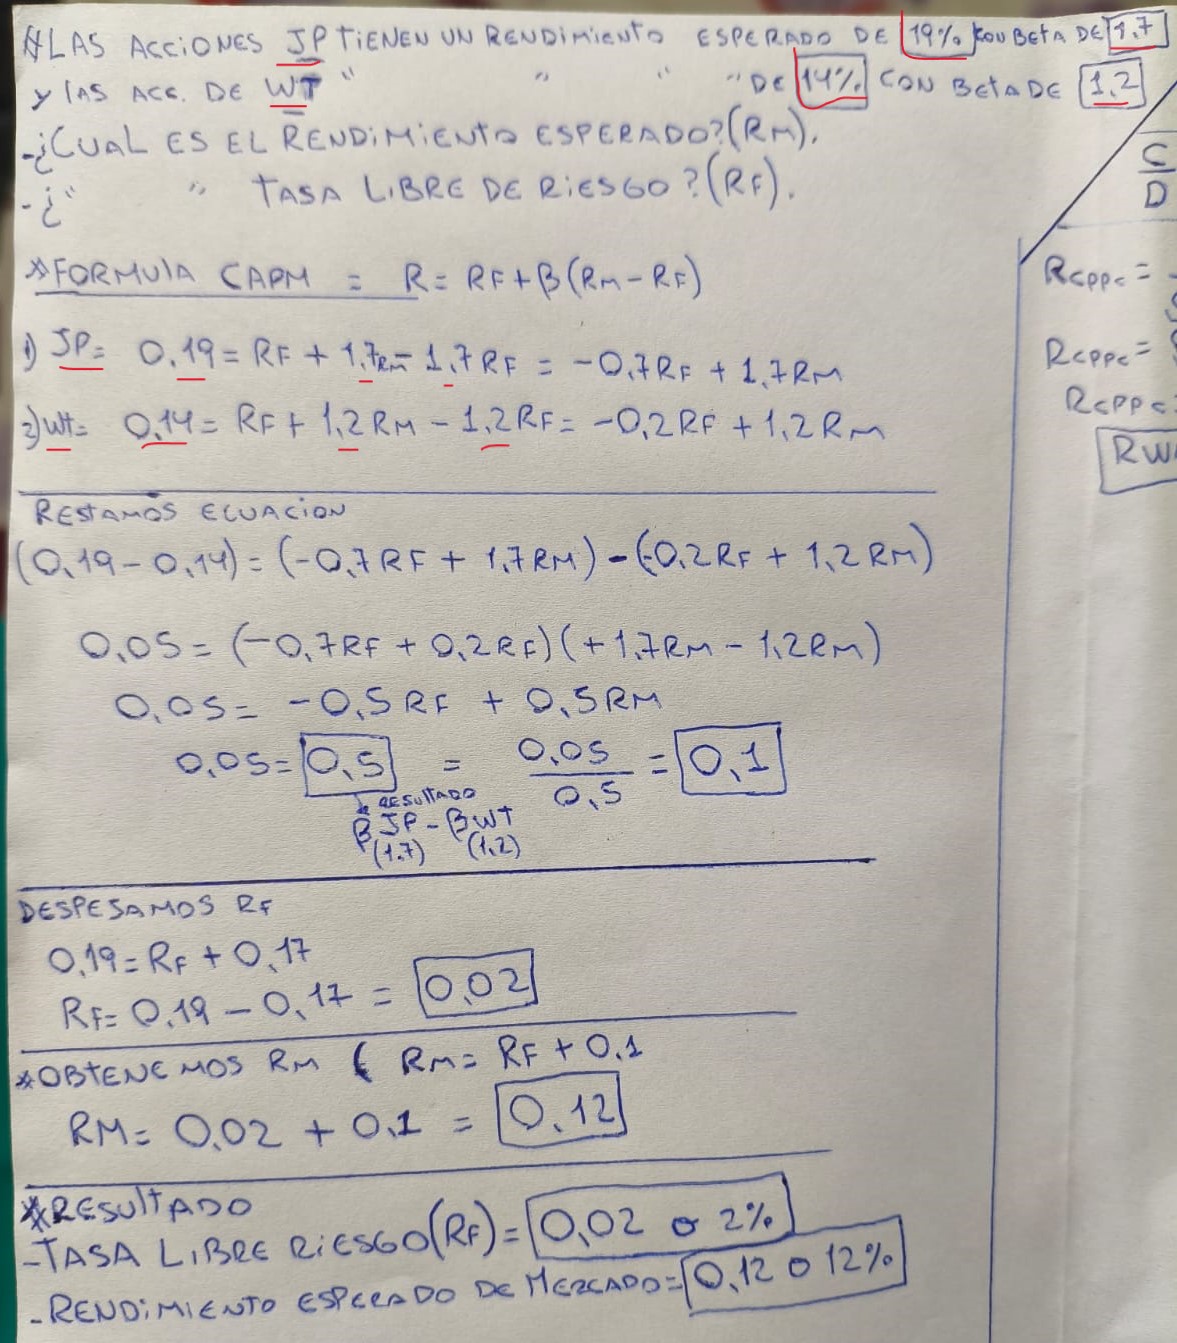 *LAS ACCIONES JP TIENEN UN RENDIMIENTO ESPERADO DE 19% CON BETA DE 1.7
y LAS ACC. DE WT " " " " DE 14% CON BETA DE 1,2
-¿CUAL ES EL RENDIMIENTO ESPERADO?(RM).
-¿" " TASA LIBRE DE RIESGO?(RF).
*FORMULA CAPM = R= RF+β(RM-RF)
1) JP= 0,19= RF + 1,7RM- 1,7RF = -0,7RF + 1,7RM
2) Wt= 0,14= RF+ 1,2RM - 1,2RF= -0,2RF + 1,2RM
RESTAMOS ECUACION
(0,19-0,14)=(-0,7RF + 1,7RM) - (-0,2RF + 1,2RM)
0,05=(-0,7RF + 0,2RF)(+1,7RM - 1,2RM)
0,05= -0,5RF + 0,5RM
0,05= 0,5 = 0,05/0,5 = 0,1
RESULTADO
βJP - βWT
(1.7) (1.2)
DESPESAMOS RF
0,19=RF + 0,17
RF= 0,19 - 0,17 = 0,02
*OBTENEMOS RM ( RM= RF + 0,1
RM= 0,02 + 0,1 = 0,12
*RESULTADO
-TASA LIBRE RIESGO(RF)= 0,02 o 2%
-RENDIMIENTO ESPERADO DE MERCADO= 0,12 o 12%
C
D
RCPPC=
RCPPC=
RCPPC=